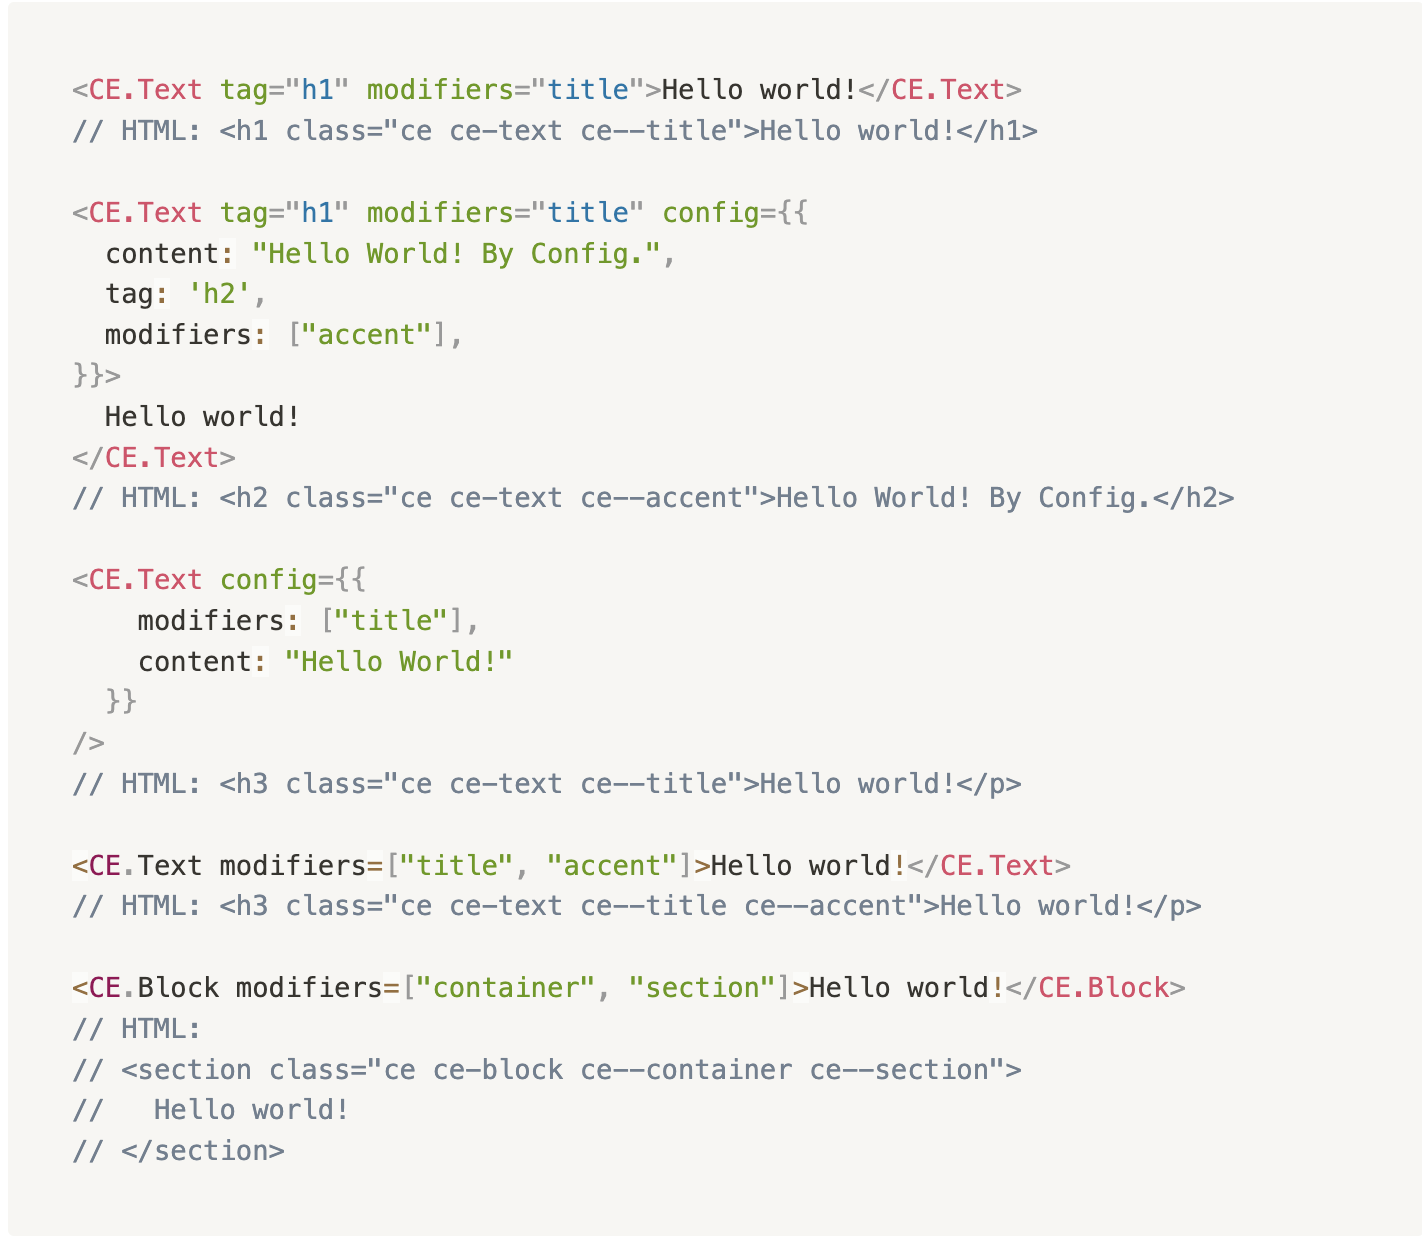 <CE.Text tag="h1" modifiers="title">Hello world!</CE.Text>
// HTML: <h1 class="ce ce-text ce--title">Hello world!</h1>

<CE.Text tag="h1" modifiers="title" config={{
  content: "Hello World! By Config.",
  tag: 'h2',
  modifiers: ["accent"],
}}>
  Hello world!
</CE.Text>
// HTML: <h2 class="ce ce-text ce--accent">Hello World! By Config.</h2>

<CE.Text config={{
    modifiers: ["title"],
    content: "Hello World!"
  }}
/>
// HTML: <h3 class="ce ce-text ce--title">Hello world!</p>

<CE.Text modifiers=["title", "accent"]>Hello world!</CE.Text>
// HTML: <h3 class="ce ce-text ce--title ce--accent">Hello world!</p>

<CE.Block modifiers=["container", "section"]>Hello world!</CE.Block>
// HTML:
// <section class="ce ce-block ce--container ce--section">
//   Hello world!
// </section>